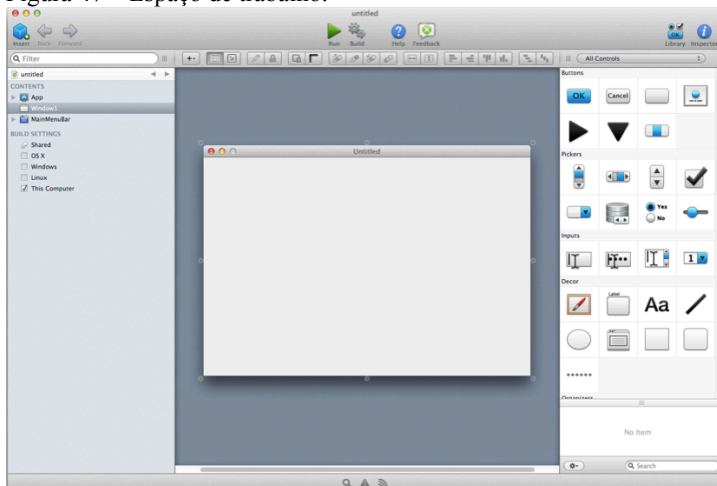 Figura 47 – Espaço de trabalho.
untitled
Insert Back Forward
Run Build Help Feedback
Library Inspector
Filter
All Controls
untitled
CONTENTS
App
Window1
MainMenuBar
BUILD SETTINGS
Shared
OS X
Windows
Linux
This Computer
Untitled
Buttons
OK
Cancel
Pickers
Yes
No
Inputs
1
Decor
Label
Aa
Organizers
No Item
Search